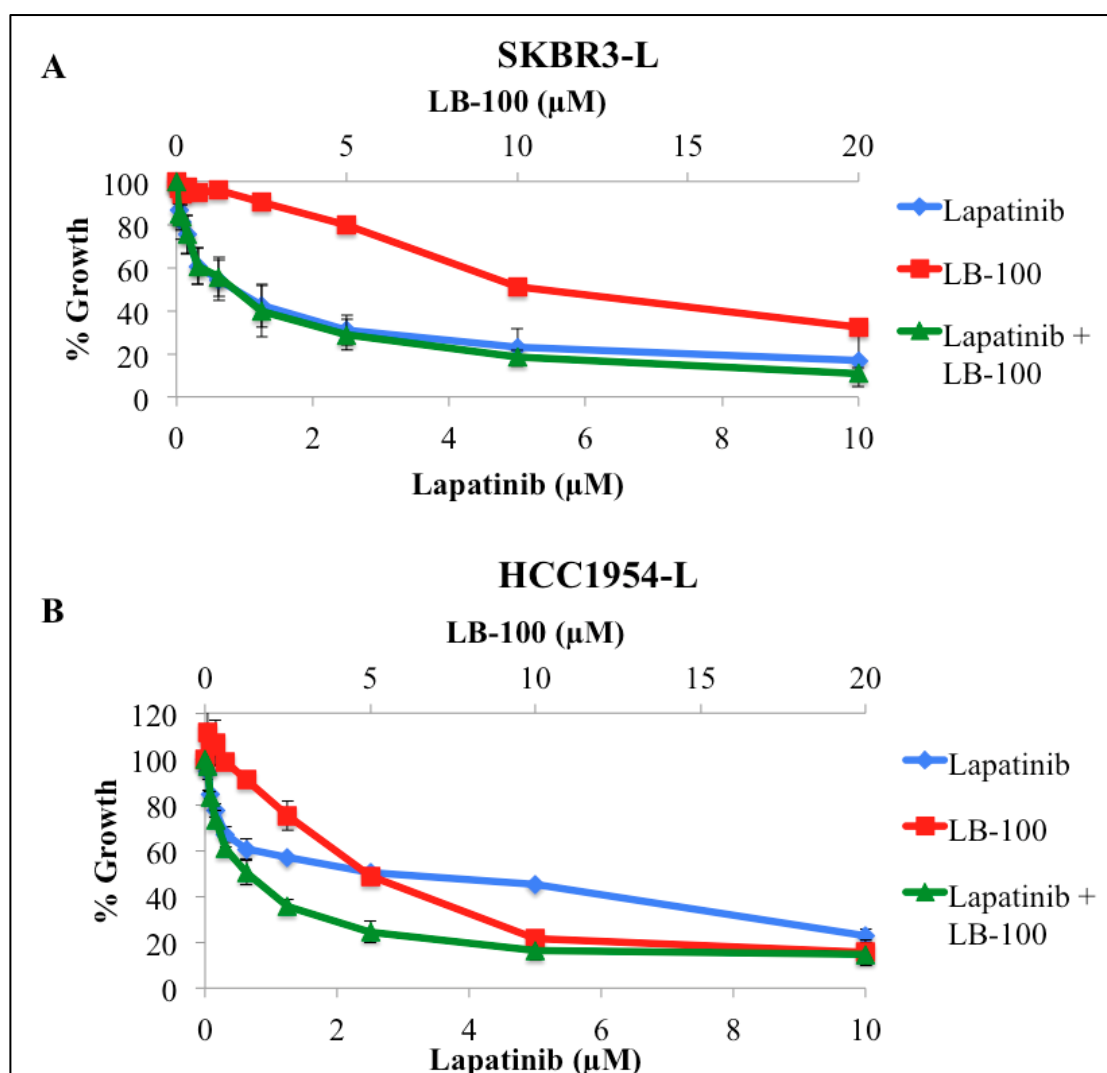 A
SKBR3-L
LB-100 (µM)
0 5 10 15 20
100
80
60
40
20
0
% Growth
0 2 4 6 8 10
Lapatinib (µM)
Lapatinib
LB-100
Lapatinib +
LB-100
B
HCC1954-L
LB-100 (µM)
0 5 10 15 20
120
100
80
60
40
20
0
% Growth
0 2 4 6 8 10
Lapatinib (µM)
Lapatinib
LB-100
Lapatinib +
LB-100